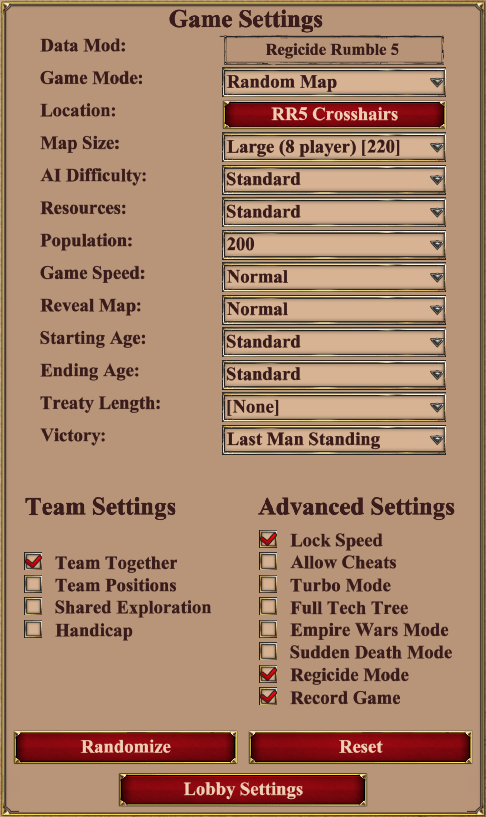 Game Settings
Data Mod: Regicide Rumble 5
Game Mode: Random Map
Location: RR5 Crosshairs
Map Size: Large (8 player) [220]
AI Difficulty: Standard
Resources: Standard
Population: 200
Game Speed: Normal
Reveal Map: Normal
Starting Age: Standard
Ending Age: Standard
Treaty Length: [None]
Victory: Last Man Standing
Team Settings
Team Together
Team Positions
Shared Exploration
Handicap
Advanced Settings
Lock Speed
Allow Cheats
Turbo Mode
Full Tech Tree
Empire Wars Mode
Sudden Death Mode
Regicide Mode
Record Game
Randomize
Reset
Lobby Settings